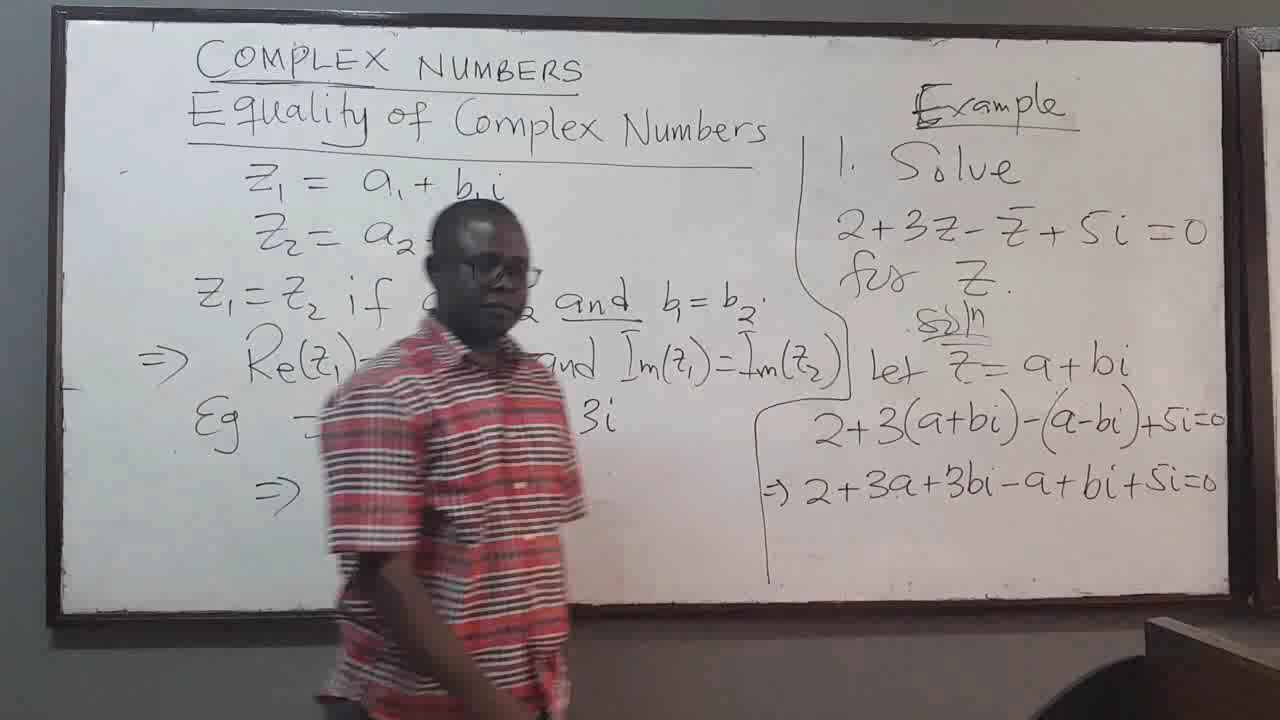 COMPLEX NUMBERS
Equality of Complex Numbers
z₁ = a₁ + b₁i
z₂ = a₂
z₁ = z₂ if a ₂ and b₁ = b₂.
⇒ Re(z₁) = and Im(z₁) = Im(z₂)
Eg 3i
⇒
Example
1. Solve
2 + 3z - z̄ + 5i = 0
for z.
soln
Let z = a + bi
2 + 3(a+bi) - (a-bi) + 5i = 0
⇒ 2 + 3a + 3bi - a + bi + 5i = 0